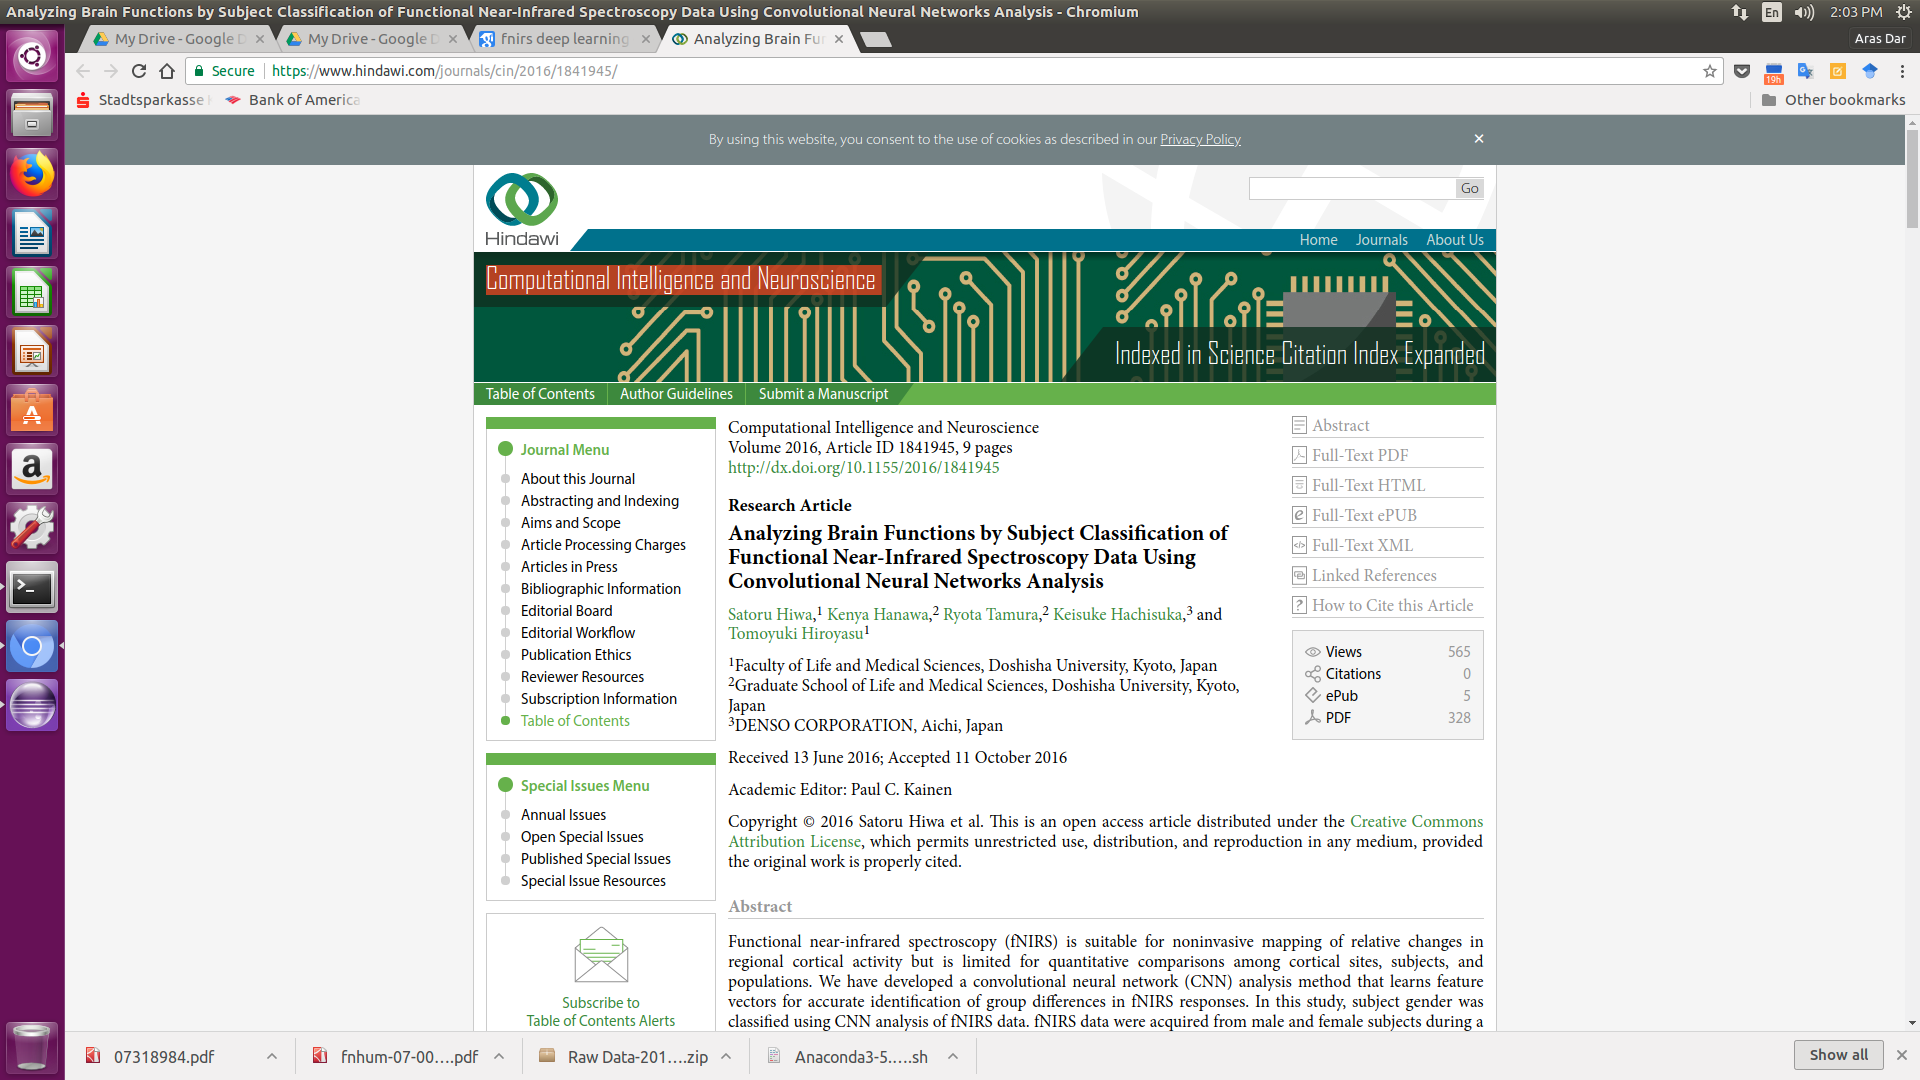 Analyzing Brain Functions by Subject Classification of Functional Near-Infrared Spectroscopy Data Using Convolutional Neural Networks Analysis - Chromium
En
2:03 PM
My Drive - Google D
My Drive - Google D
fnirs deep learning
Analyzing Brain Fu
Aras Dar
Secure
https://www.hindawi.com/journals/cin/2016/1841945/
19h
Stadtsparkasse
Bank of America
Other bookmarks
By using this website, you consent to the use of cookies as described in our Privacy Policy
Hindawi
Go
Home Journals About Us
Computational Intelligence and Neuroscience
Indexed in Science Citation Index Expanded
Table of Contents Author Guidelines Submit a Manuscript
Journal Menu
About this Journal
Abstracting and Indexing
Aims and Scope
Article Processing Charges
Articles in Press
Bibliographic Information
Editorial Board
Editorial Workflow
Publication Ethics
Reviewer Resources
Subscription Information
Table of Contents
Special Issues Menu
Annual Issues
Open Special Issues
Published Special Issues
Special Issue Resources
Subscribe to
Table of Contents Alerts
Computational Intelligence and Neuroscience
Volume 2016, Article ID 1841945, 9 pages
http://dx.doi.org/10.1155/2016/1841945
Research Article
Analyzing Brain Functions by Subject Classification of
Functional Near-Infrared Spectroscopy Data Using
Convolutional Neural Networks Analysis
Satoru Hiwa,1 Kenya Hanawa,2 Ryota Tamura,2 Keisuke Hachisuka,3 and
Tomoyuki Hiroyasu1
1Faculty of Life and Medical Sciences, Doshisha University, Kyoto, Japan
2Graduate School of Life and Medical Sciences, Doshisha University, Kyoto,
Japan
3DENSO CORPORATION, Aichi, Japan
Received 13 June 2016; Accepted 11 October 2016
Academic Editor: Paul C. Kainen
Copyright © 2016 Satoru Hiwa et al. This is an open access article distributed under the Creative Commons
Attribution License, which permits unrestricted use, distribution, and reproduction in any medium, provided
the original work is properly cited.
Abstract
Functional near-infrared spectroscopy (fNIRS) is suitable for noninvasive mapping of relative changes in
regional cortical activity but is limited for quantitative comparisons among cortical sites, subjects, and
populations. We have developed a convolutional neural network (CNN) analysis method that learns feature
vectors for accurate identification of group differences in fNIRS responses. In this study, subject gender was
classified using CNN analysis of fNIRS data. fNIRS data were acquired from male and female subjects during a
Abstract
Full-Text PDF
Full-Text HTML
Full-Text ePUB
Full-Text XML
Linked References
How to Cite this Article
Views 565
Citations 0
ePub 5
PDF 328
07318984.pdf
fnhum-07-00....pdf
Raw Data-201....zip
Anaconda3-5.....sh
Show all